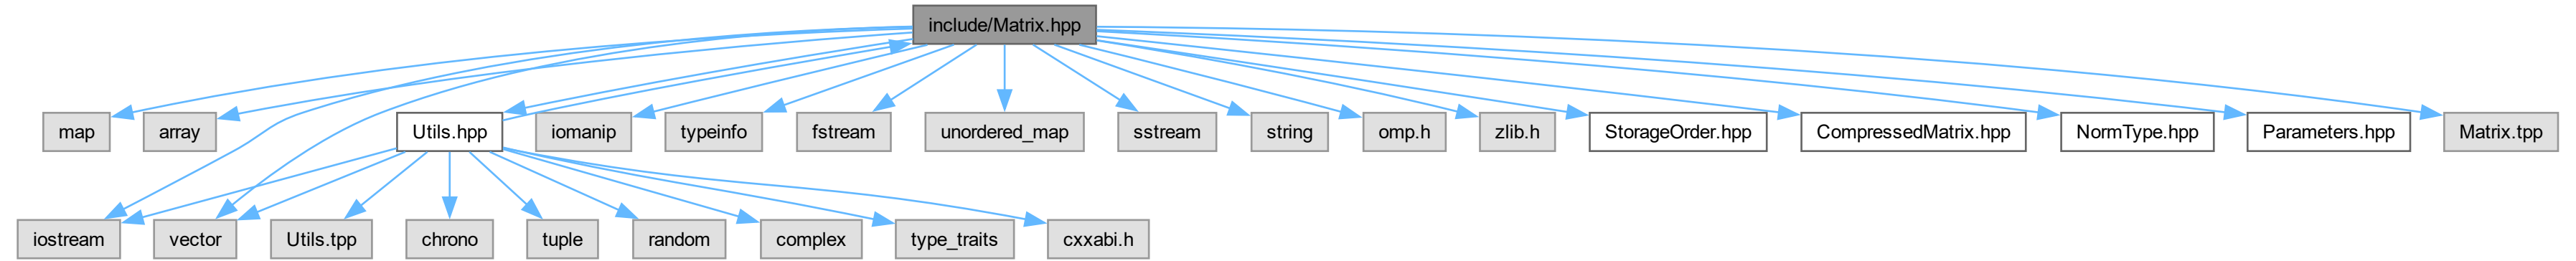 include/Matrix.hpp
map
array
Utils.hpp
iomanip
typeinfo
fstream
unordered_map
sstream
string
omp.h
zlib.h
StorageOrder.hpp
CompressedMatrix.hpp
NormType.hpp
Parameters.hpp
Matrix.tpp
iostream
vector
Utils.tpp
chrono
tuple
random
complex
type_traits
cxxabi.h